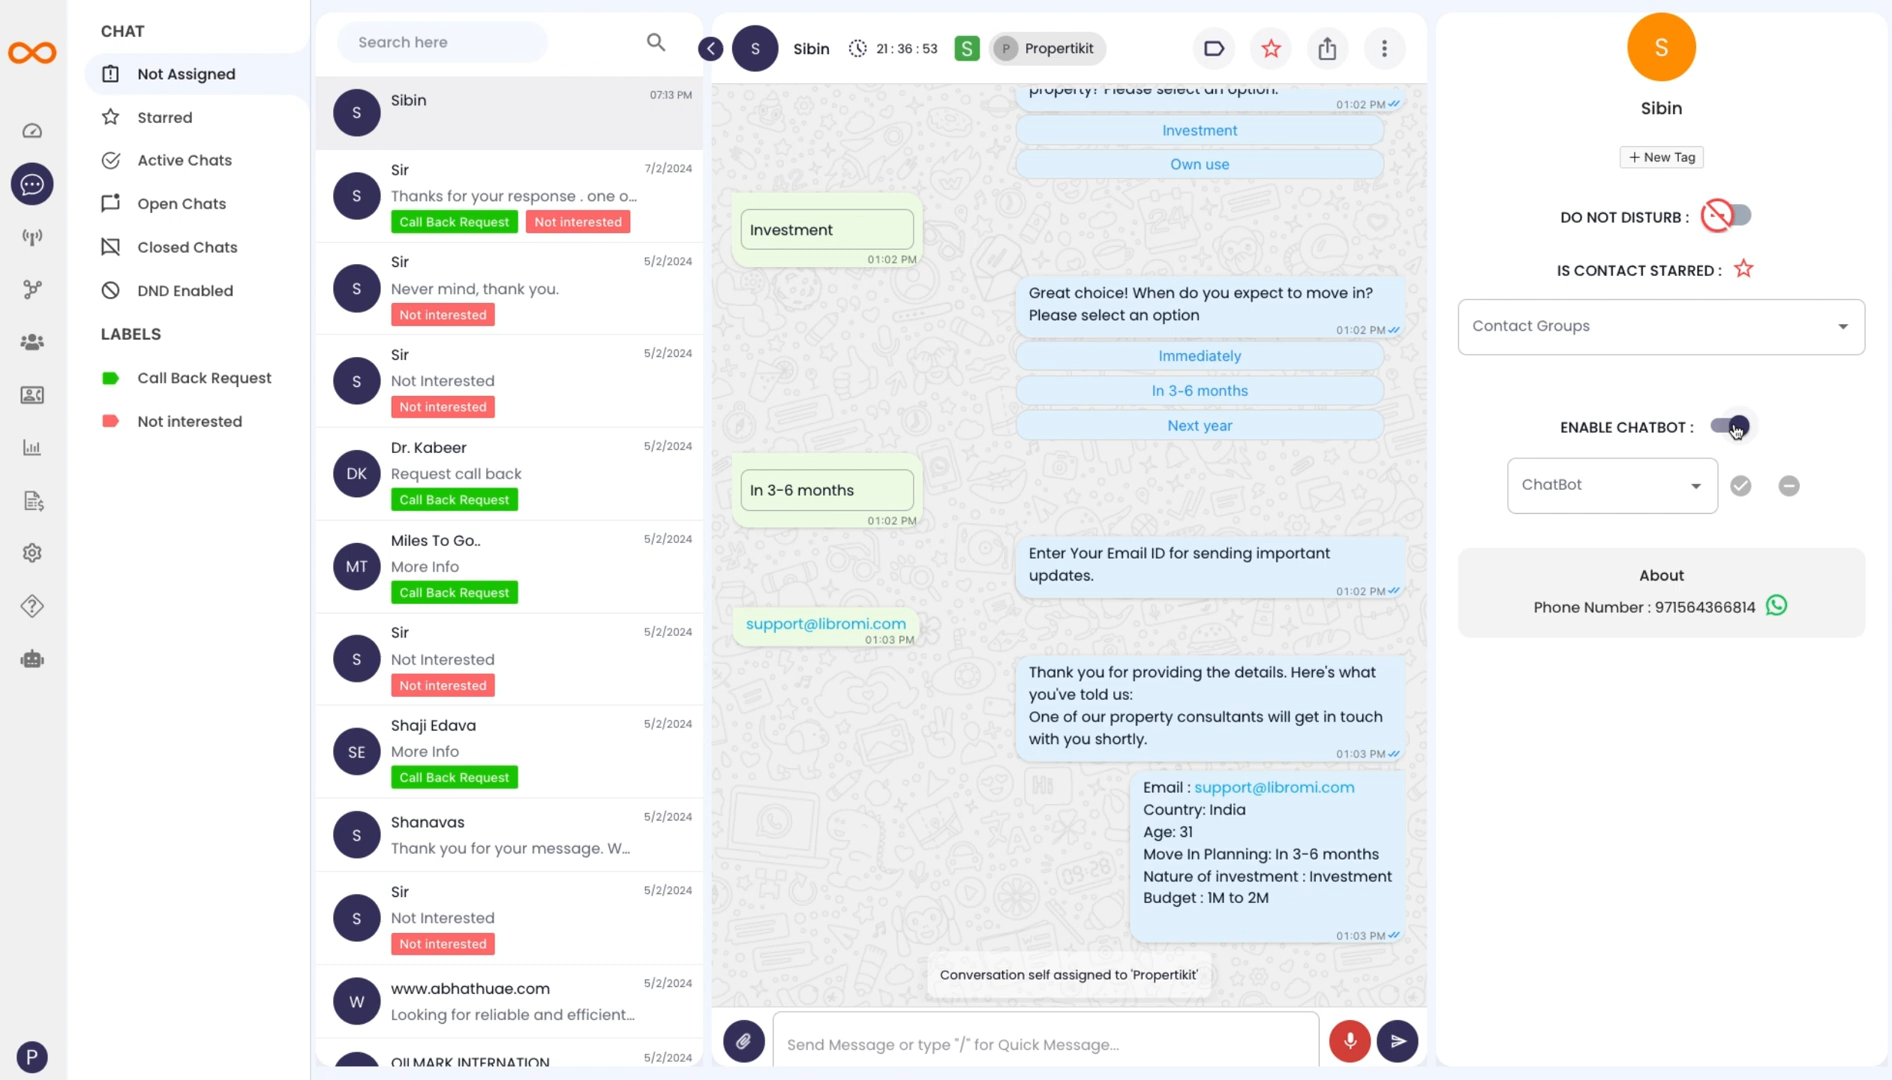 CHAT
Not Assigned
Starred
Active Chats
Open Chats
Closed Chats
DND Enabled
LABELS
Call Back Request
Not interested
P
Search here
S
Sibin
07:13 PM
S
Sir
7/2/2024
Thanks for your response . one o...
Call Back Request
Not interested
S
Sir
5/2/2024
Never mind, thank you.
Not interested
S
Sir
5/2/2024
Not Interested
Not interested
DK
Dr. Kabeer
5/2/2024
Request call back
Call Back Request
MT
Miles To Go..
5/2/2024
More Info
Call Back Request
S
Sir
5/2/2024
Not Interested
Not interested
SE
Shaji Edava
5/2/2024
More Info
Call Back Request
S
Shanavas
5/2/2024
Thank you for your message. W...
S
Sir
5/2/2024
Not Interested
Not interested
W
www.abhathuae.com
5/2/2024
Looking for reliable and efficient...
OILMARK INTERNATION
5/2/2024
S
Sibin
21 : 36 : 53
S
P
Propertikit
property? Please select an option.
01:02 PM
Investment
Own use
Investment
01:02 PM
Great choice! When do you expect to move in?
Please select an option
01:02 PM
Immediately
In 3-6 months
Next year
In 3-6 months
01:02 PM
Enter Your Email ID for sending important
updates.
01:02 PM
support@libromi.com
01:03 PM
Thank you for providing the details. Here's what
you've told us:
One of our property consultants will get in touch
with you shortly.
01:03 PM
Email : support@libromi.com
Country: India
Age: 31
Move In Planning: In 3-6 months
Nature of investment : Investment
Budget : 1M to 2M
01:03 PM
Conversation self assigned to 'Propertikit'
Send Message or type "/" for Quick Message...
S
Sibin
+ New Tag
DO NOT DISTURB :
IS CONTACT STARRED :
Contact Groups
ENABLE CHATBOT :
ChatBot
About
Phone Number : 971564366814